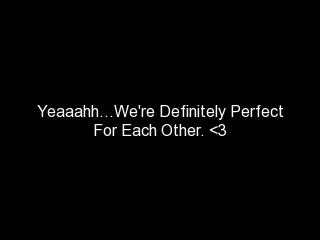 Yeaaahh...We're Definitely Perfect
For Each Other. <3